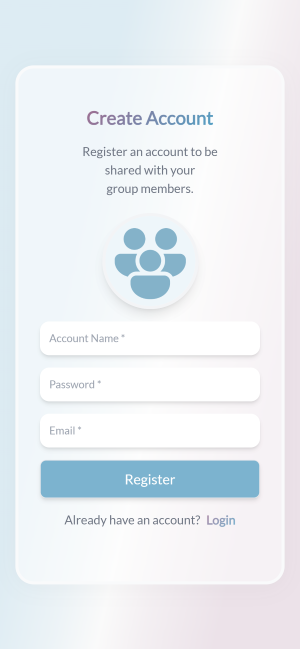 Create Account
Register an account to be
shared with your
group members.
Account Name *
Password *
Email *
Register
Already have an account? Login